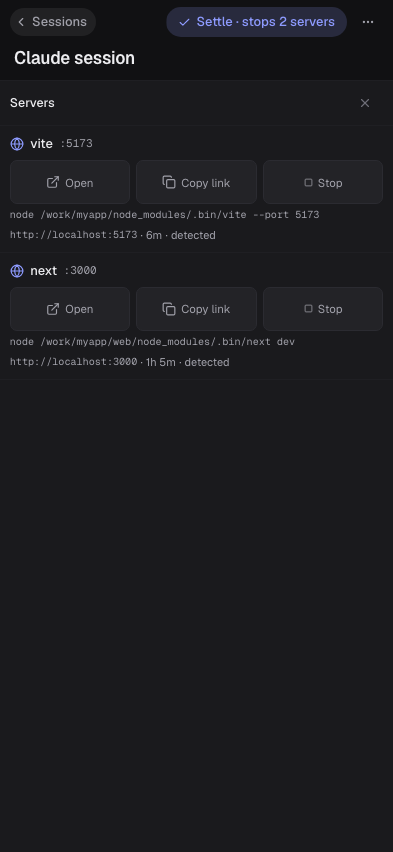 Sessions
Settle · stops 2 servers
Claude session
Servers
vite :5173
Open
Copy link
Stop
node /work/myapp/node_modules/.bin/vite --port 5173
http://localhost:5173 · 6m · detected
next :3000
Open
Copy link
Stop
node /work/myapp/web/node_modules/.bin/next dev
http://localhost:3000 · 1h 5m · detected